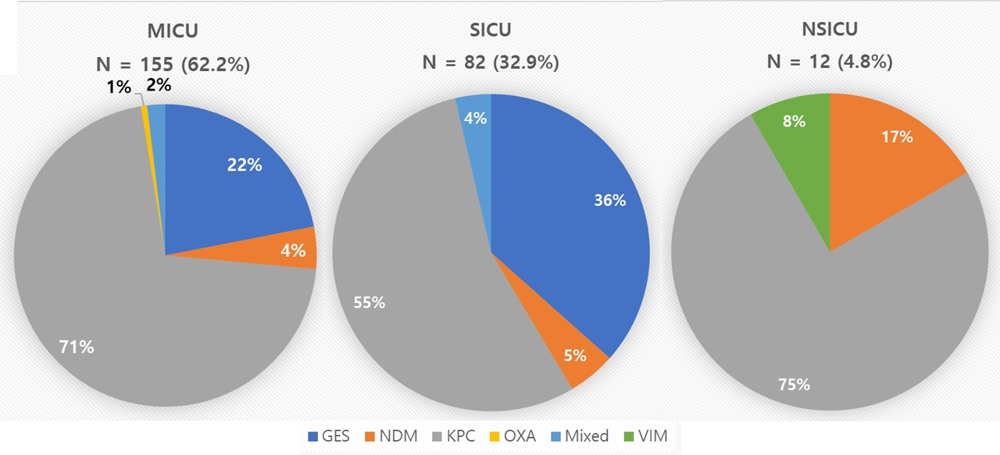 MICU
N = 155 (62.2%)
1% 2%
22%
4%
71%
SICU
N = 82 (32.9%)
4%
36%
55%
5%
NSICU
N = 12 (4.8%)
8%
17%
75%
GES NDM KPC OXA Mixed VIM